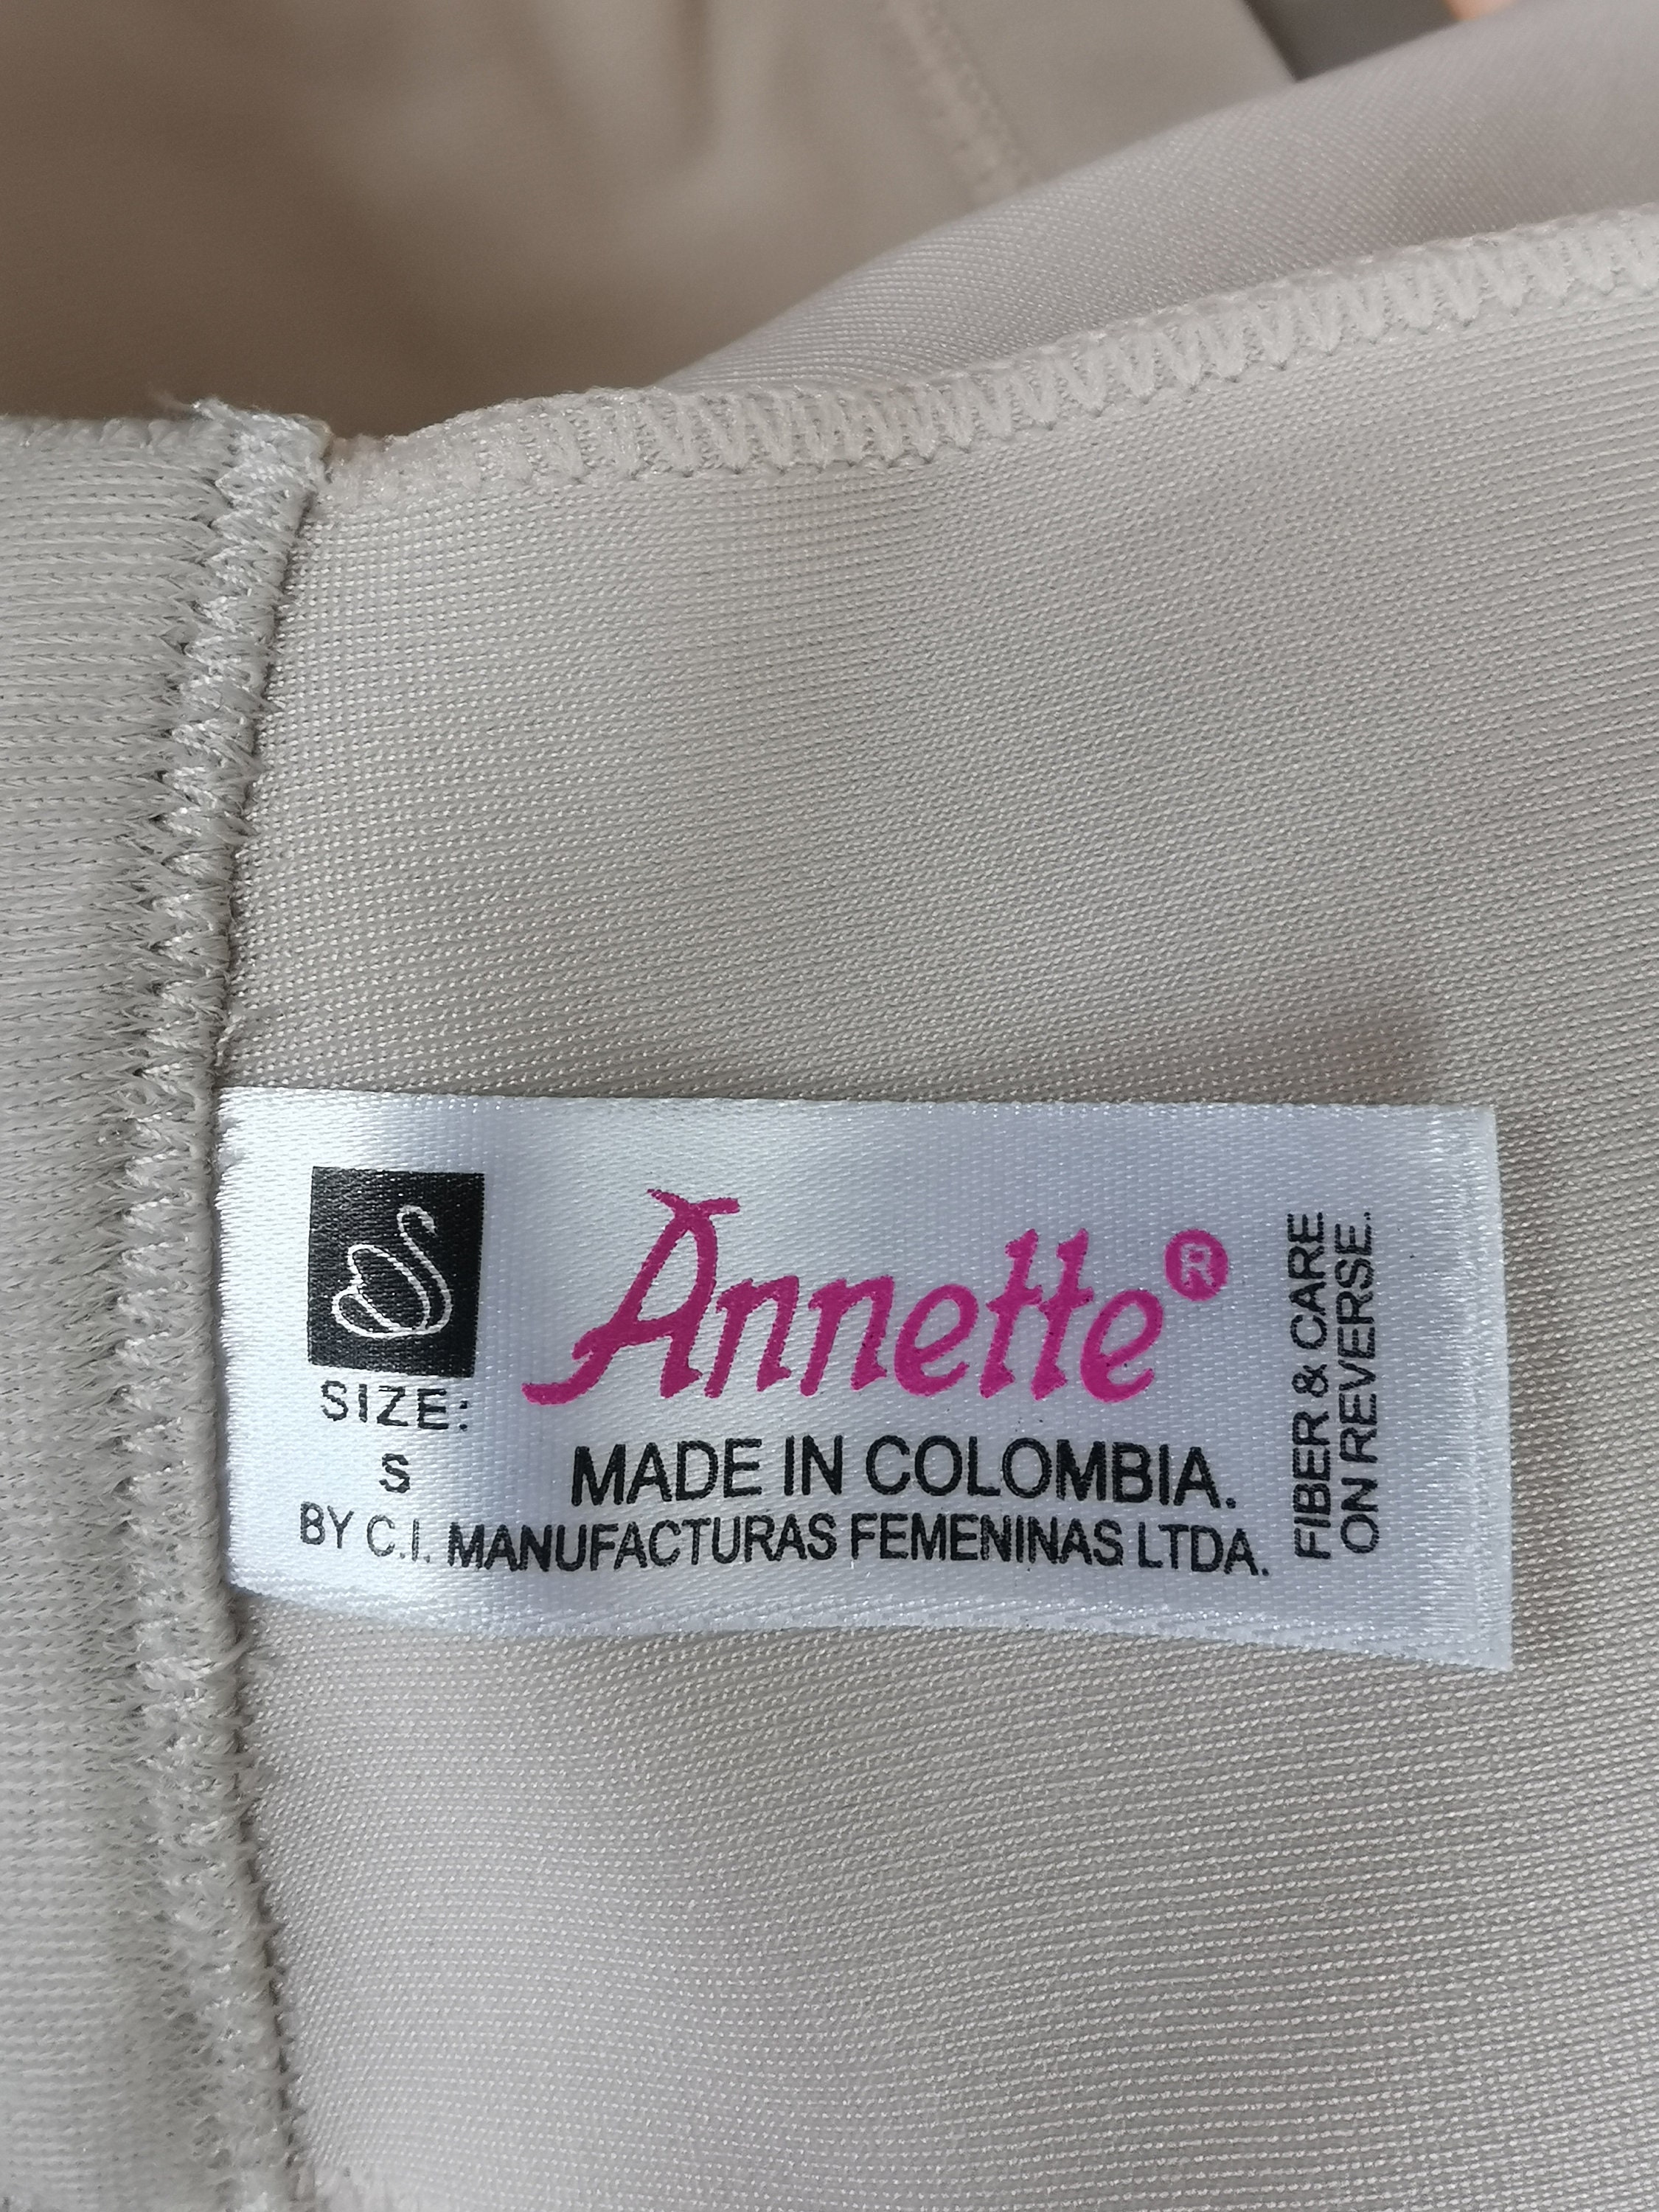 Annette®
SIZE:
S
MADE IN COLOMBIA.
BY C.I. MANUFACTURAS FEMENINAS LTDA.
FIBER & CARE
ON REVERSE.